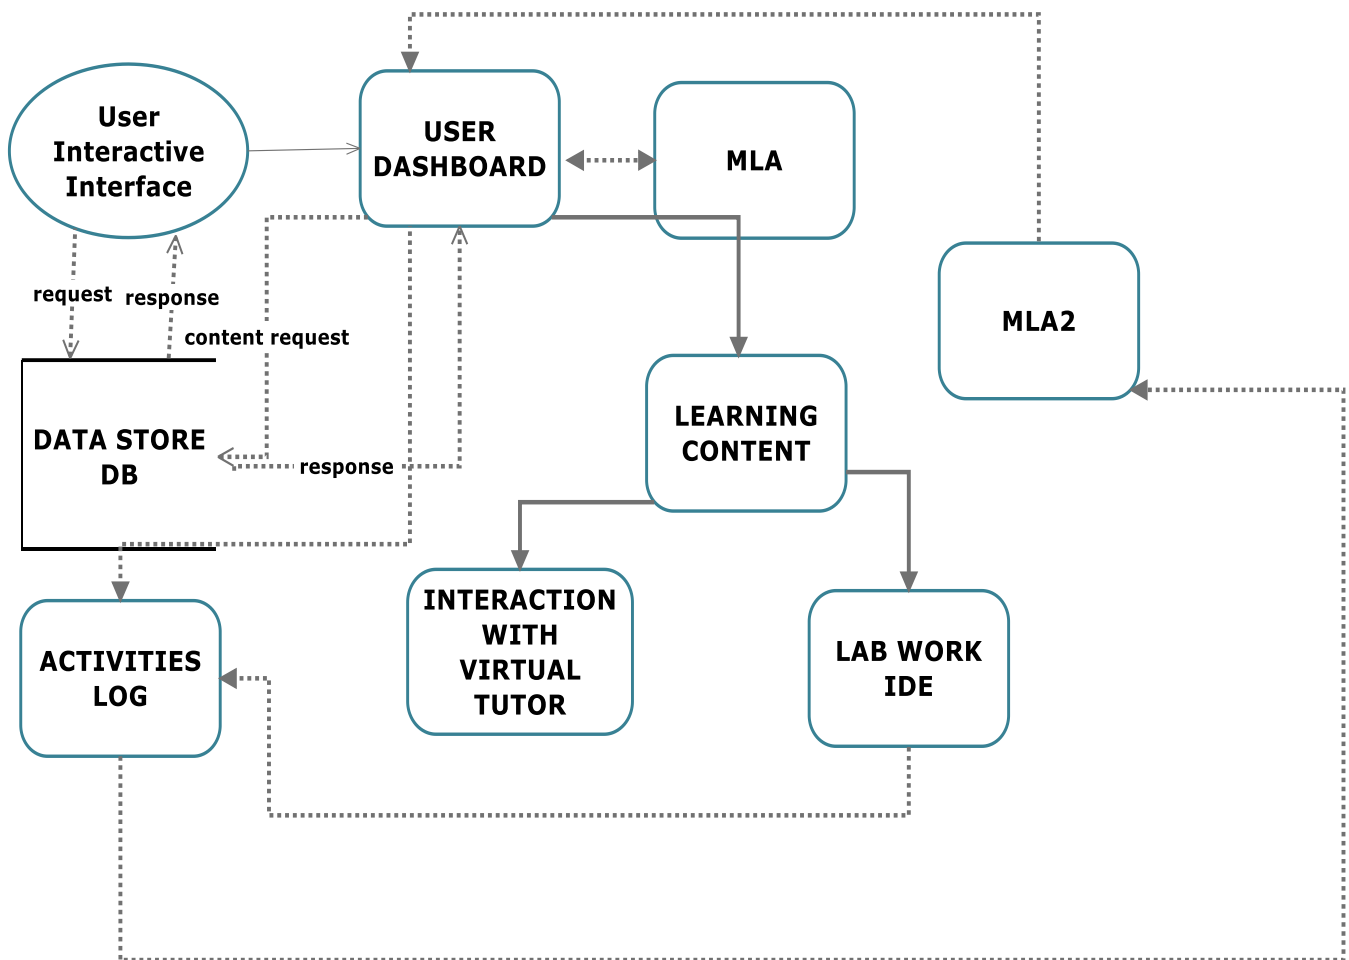 User
Interactive
Interface
USER
DASHBOARD
MLA
request
response
content request
MLA2
DATA STORE
DB
response
LEARNING
CONTENT
INTERACTION
WITH
VIRTUAL
TUTOR
LAB WORK
IDE
ACTIVITIES
LOG